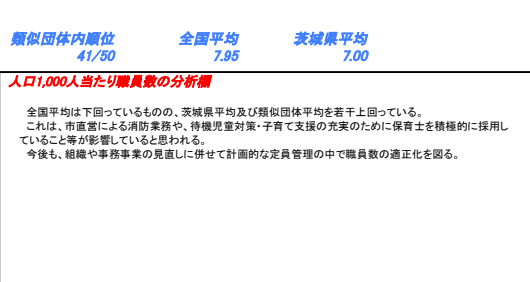 類似団体内順位 全国平均 茨城県平均
41/50 7.95 7.00
人口1,000人当たり職員数の分析欄
全国平均は下回っているものの、茨城県平均及び類似団体平均を若干上回っている。
これは、市直営による消防業務や、待機児童対策・子育て支援の充実のために保育士を積極的に採用し
ていること等が影響していると思われる。
今後も、組織や事務事業の見直しに併せて計画的な定員管理の中で職員数の適正化を図る。